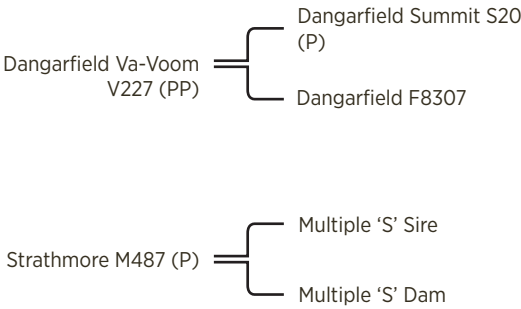 Dangarfield Summit S20
(P)
Dangarfield Va-Voom
V227 (PP)
Dangarfield F8307
Multiple ‘S’ Sire
Strathmore M487 (P)
Multiple ‘S’ Dam